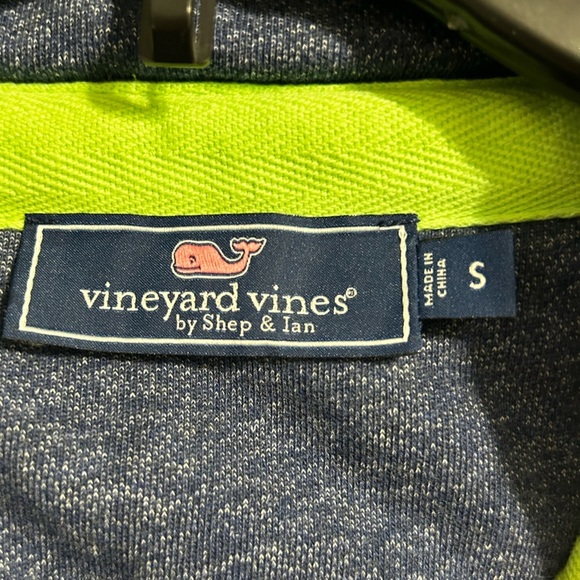 vineyard vines®
by Shep & Ian
MADE IN
CHINA
S